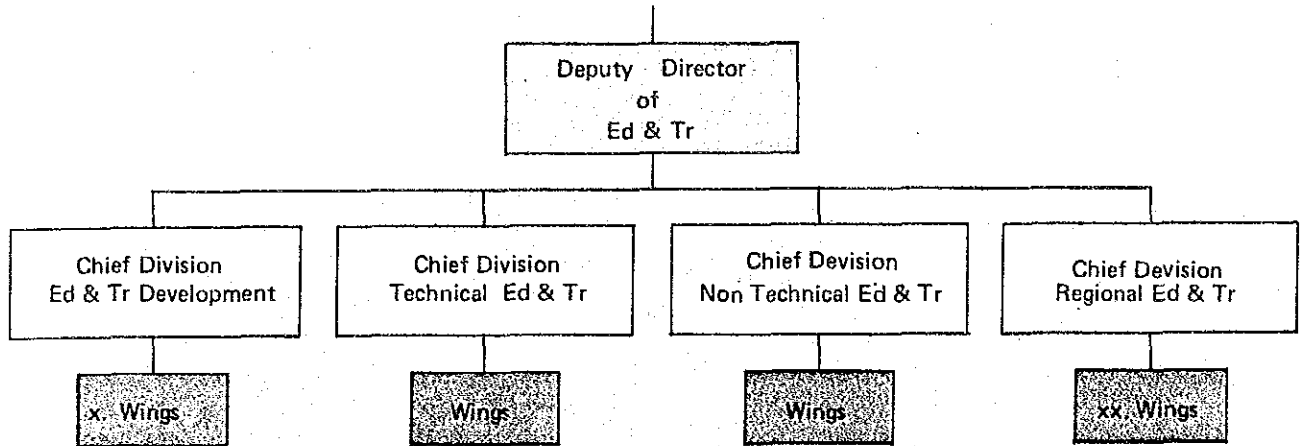 Deputy Director
of
Ed & Tr
Chief Division
Ed & Tr Development
Chief Division
Technical Ed & Tr
Chief Devision
Non Technical Ed & Tr
Chief Devision
Regional Ed & Tr
x. Wings
Wings
Wings
xx. Wings